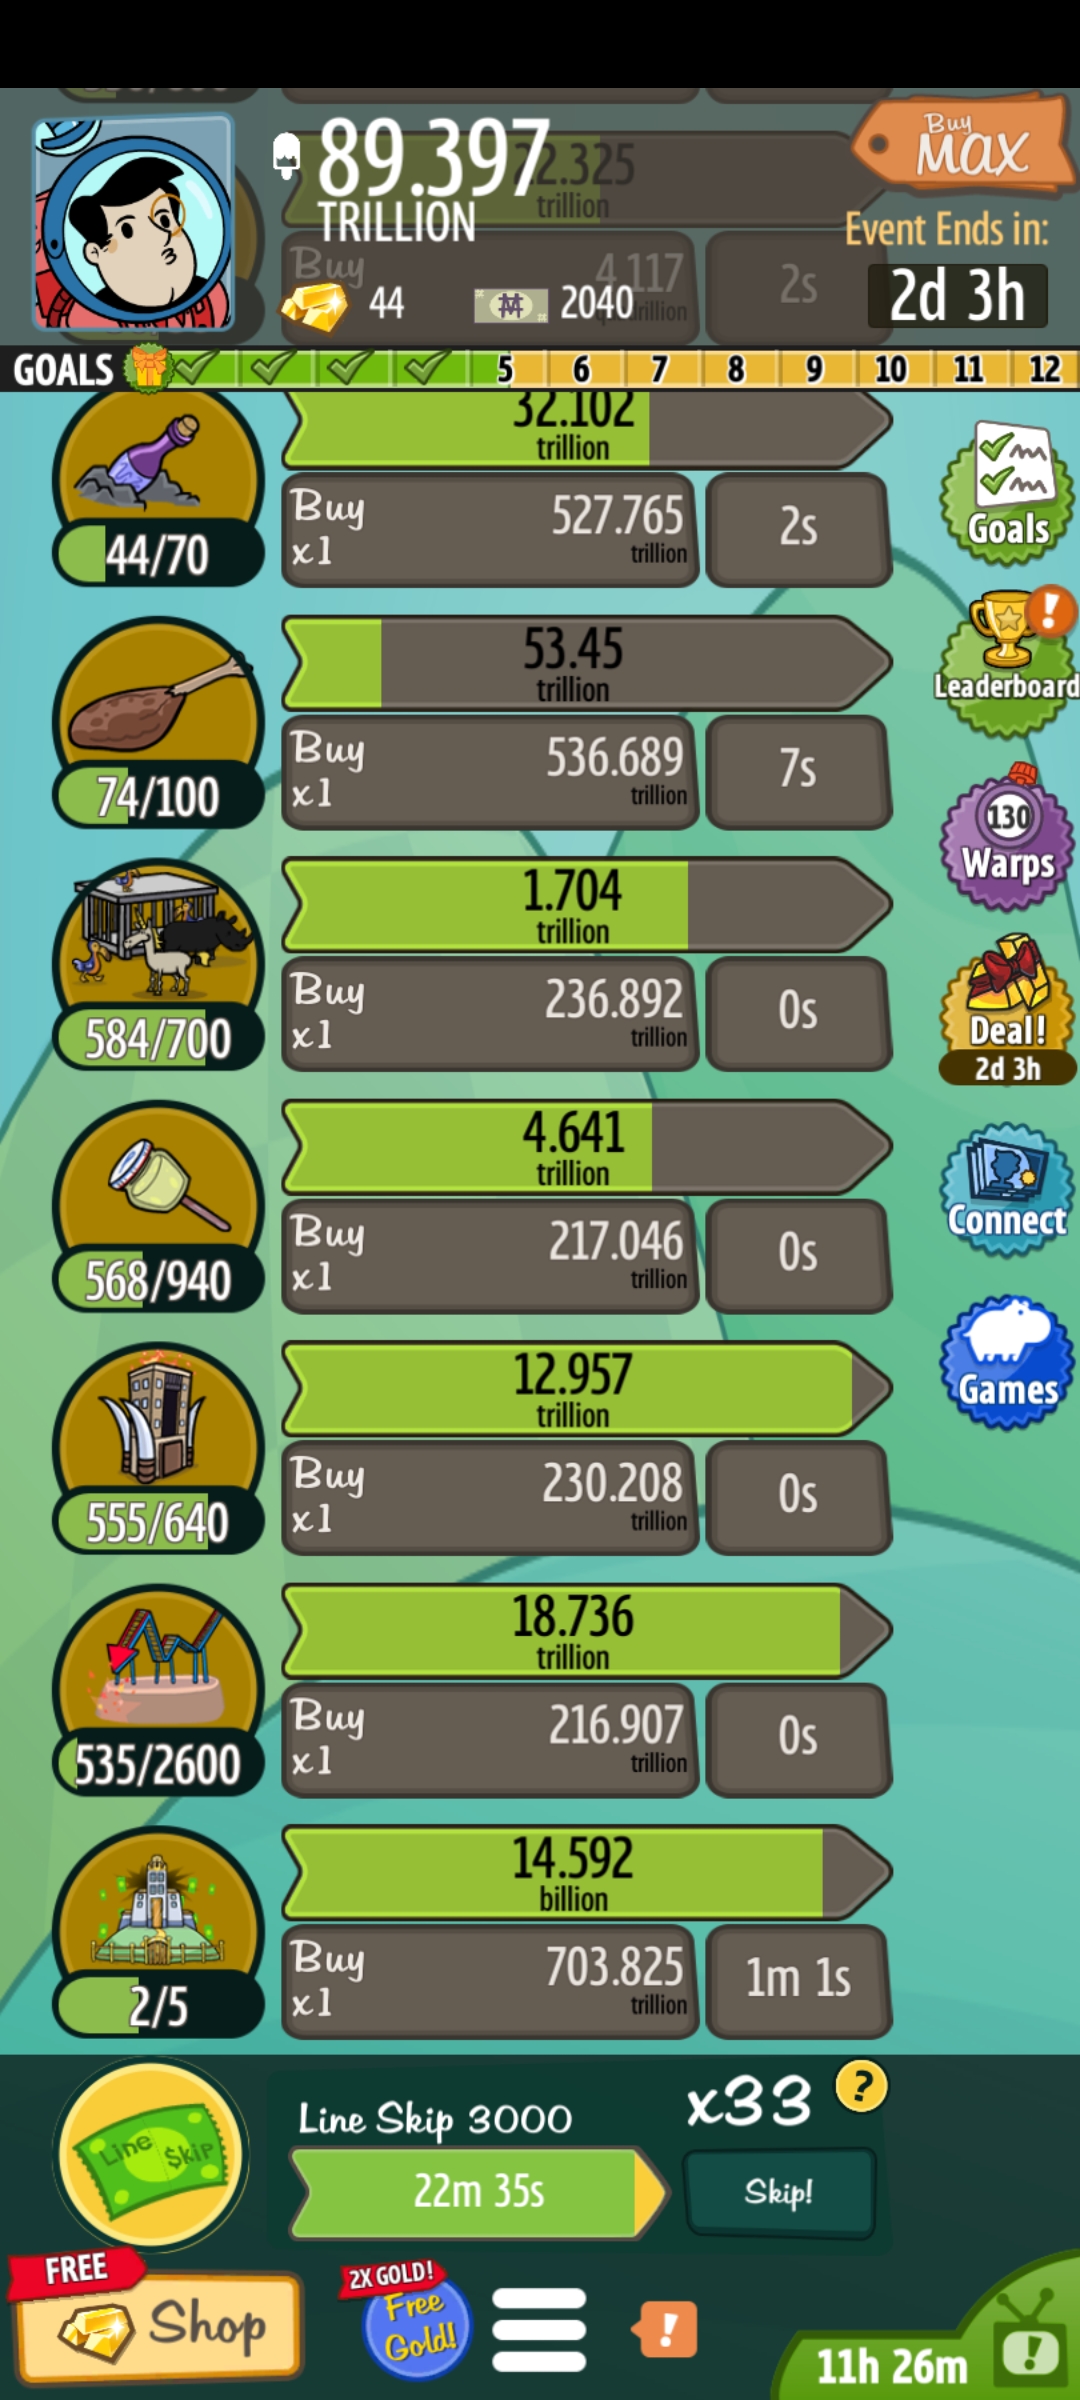 89.397
TRILLION
22.325
trillion
Buy
MAX
Event Ends in:
2d 3h
44
2040
Buy
4.117
2s
GOALS 5 6 7 8 9 10 11 12
32.102
trillion
Buy
x1
527.765
trillion
2s
44/70
Goals
53.45
trillion
Buy
x1
536.689
trillion
7s
74/100
Leaderboard
130
Warps
1.704
trillion
Buy
x1
236.892
trillion
0s
584/700
Deal!
2d 3h
4.641
trillion
Buy
x1
217.046
trillion
0s
568/940
Connect
12.957
trillion
Buy
x1
230.208
trillion
0s
555/640
Games
18.736
trillion
Buy
x1
216.907
trillion
0s
535/2600
14.592
billion
Buy
x1
703.825
trillion
1m 1s
2/5
Line $kip
Line Skip 3000
x33
?
22m 35s
Skip!
FREE
Shop
2X GOLD!
Free
Gold!
!
11h 26m
!